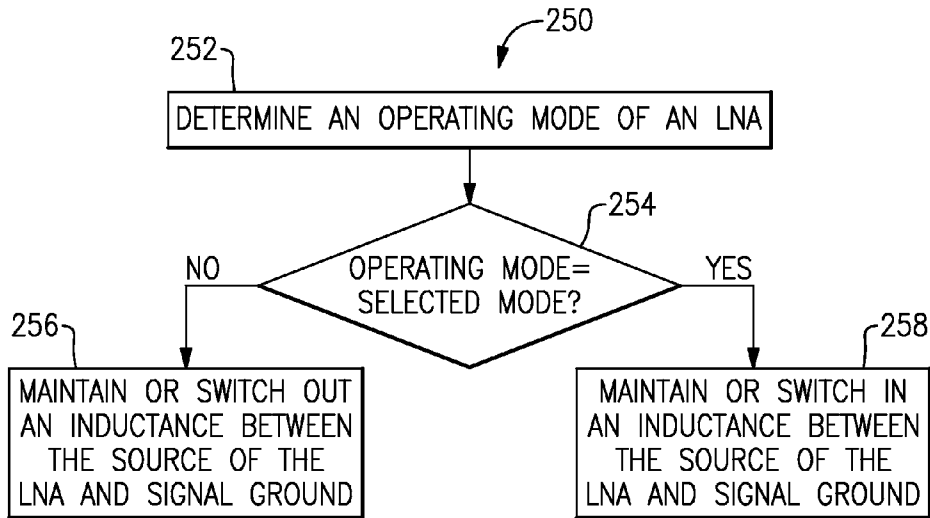 250
252
DETERMINE AN OPERATING MODE OF AN LNA
254
OPERATING MODE=
SELECTED MODE?
NO
YES
256
MAINTAIN OR SWITCH OUT
AN INDUCTANCE BETWEEN
THE SOURCE OF THE
LNA AND SIGNAL GROUND
258
MAINTAIN OR SWITCH IN
AN INDUCTANCE BETWEEN
THE SOURCE OF THE
LNA AND SIGNAL GROUND